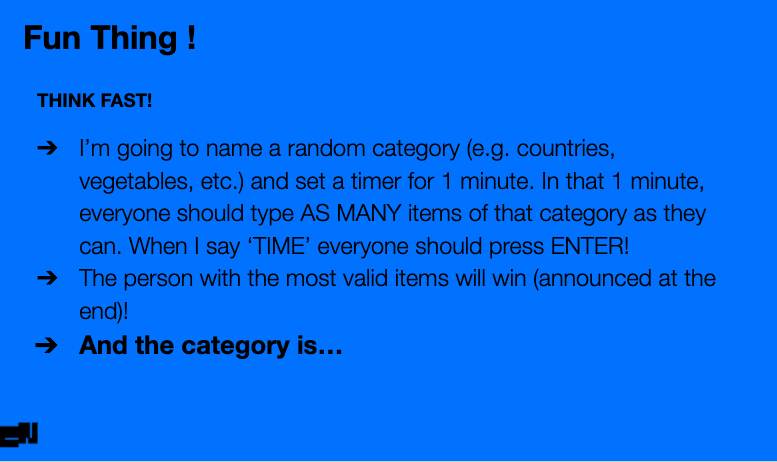 Fun Thing !
THINK FAST!
➔ I’m going to name a random category (e.g. countries,
vegetables, etc.) and set a timer for 1 minute. In that 1 minute,
everyone should type AS MANY items of that category as they
can. When I say ‘TIME’ everyone should press ENTER!
➔ The person with the most valid items will win (announced at the
end)!
➔ And the category is…